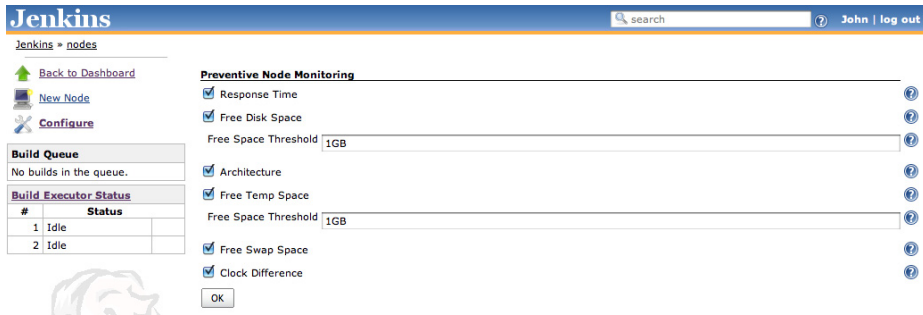 Jenkins
search
John | log out
Jenkins » nodes
Back to Dashboard
New Node
Configure
Build Queue
No builds in the queue.
Build Executor Status
# Status
1 Idle
2 Idle
Preventive Node Monitoring
Response Time
Free Disk Space
Free Space Threshold 1GB
Architecture
Free Temp Space
Free Space Threshold 1GB
Free Swap Space
Clock Difference
OK